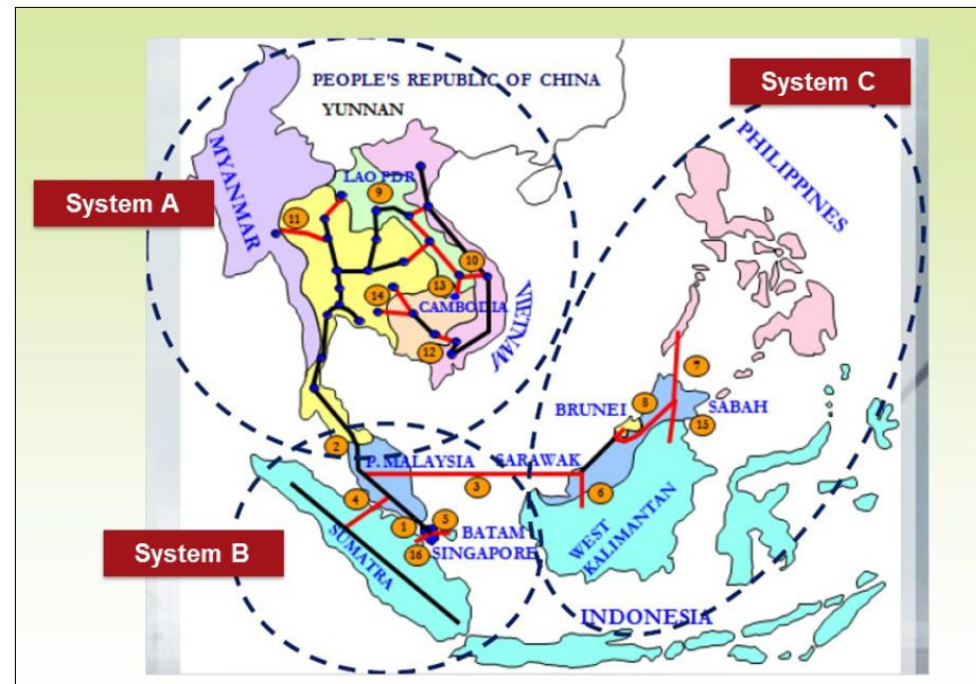 System C
PEOPLE'S REPUBLIC OF CHINA
YUNNAN
PHILIPPINES
MYANMAR
LAO PDR
9
System A
11
10
13
14
CAMBODIA
VIETNAM
12
7
BRUNEI
8
SABAH
15
2
P. MALAYSIA
SARAWAK
3
4
6
1
5
BATAM
WEST
KALIMANTAN
System B
SUMATRA
16
SINGAPORE
INDONESIA